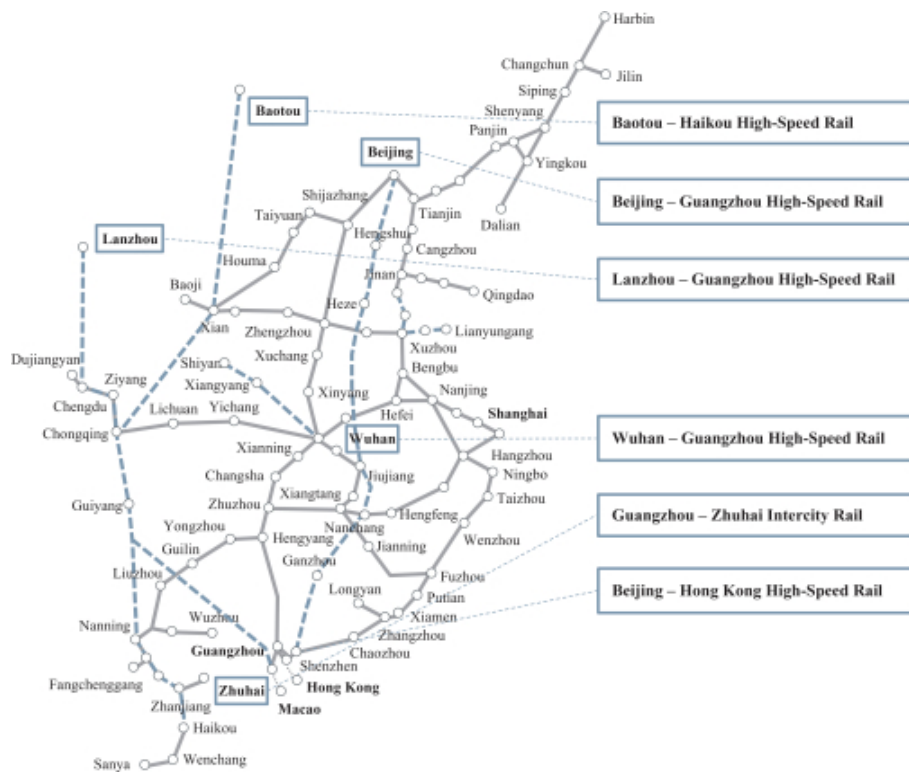 Harbin
Changchun
Jilin
Siping
Baotou
Shenyang
Baotou – Haikou High-Speed Rail
Panjin
Beijing
Yingkou
Shijazhang
Beijing – Guangzhou High-Speed Rail
Taiyuan
Tianjin
Dalian
Hengshui
Lanzhou
Cangzhou
Houma
Jinan
Lanzhou – Guangzhou High-Speed Rail
Baoji
Qingdao
Heze
Xian
Zhengzhou
Lianyungang
Xuzhou
Xuchang
Dujiangyan
Shiyan
Bengbu
Ziyang
Xiangyang
Xinyang
Nanjing
Chengdu
Lichuan
Yichang
Hefei
Shanghai
Chongqing
Wuhan
Wuhan – Guangzhou High-Speed Rail
Xianning
Hangzhou
Jiujiang
Ningbo
Changsha
Xiangtang
Taizhou
Guiyang
Zhuzhou
Hengfeng
Guangzhou – Zhuhai Intercity Rail
Yongzhou
Nanchang
Hengyang
Wenzhou
Guilin
Jianning
Ganzhou
Liuzhou
Fuzhou
Longyan
Beijing – Hong Kong High-Speed Rail
Putian
Wuzhou
Xiamen
Nanning
Zhangzhou
Guangzhou
Chaozhou
Shenzhen
Fangchenggang
Zhuhai
Hong Kong
Zhanjiang
Macao
Haikou
Sanya
Wenchang